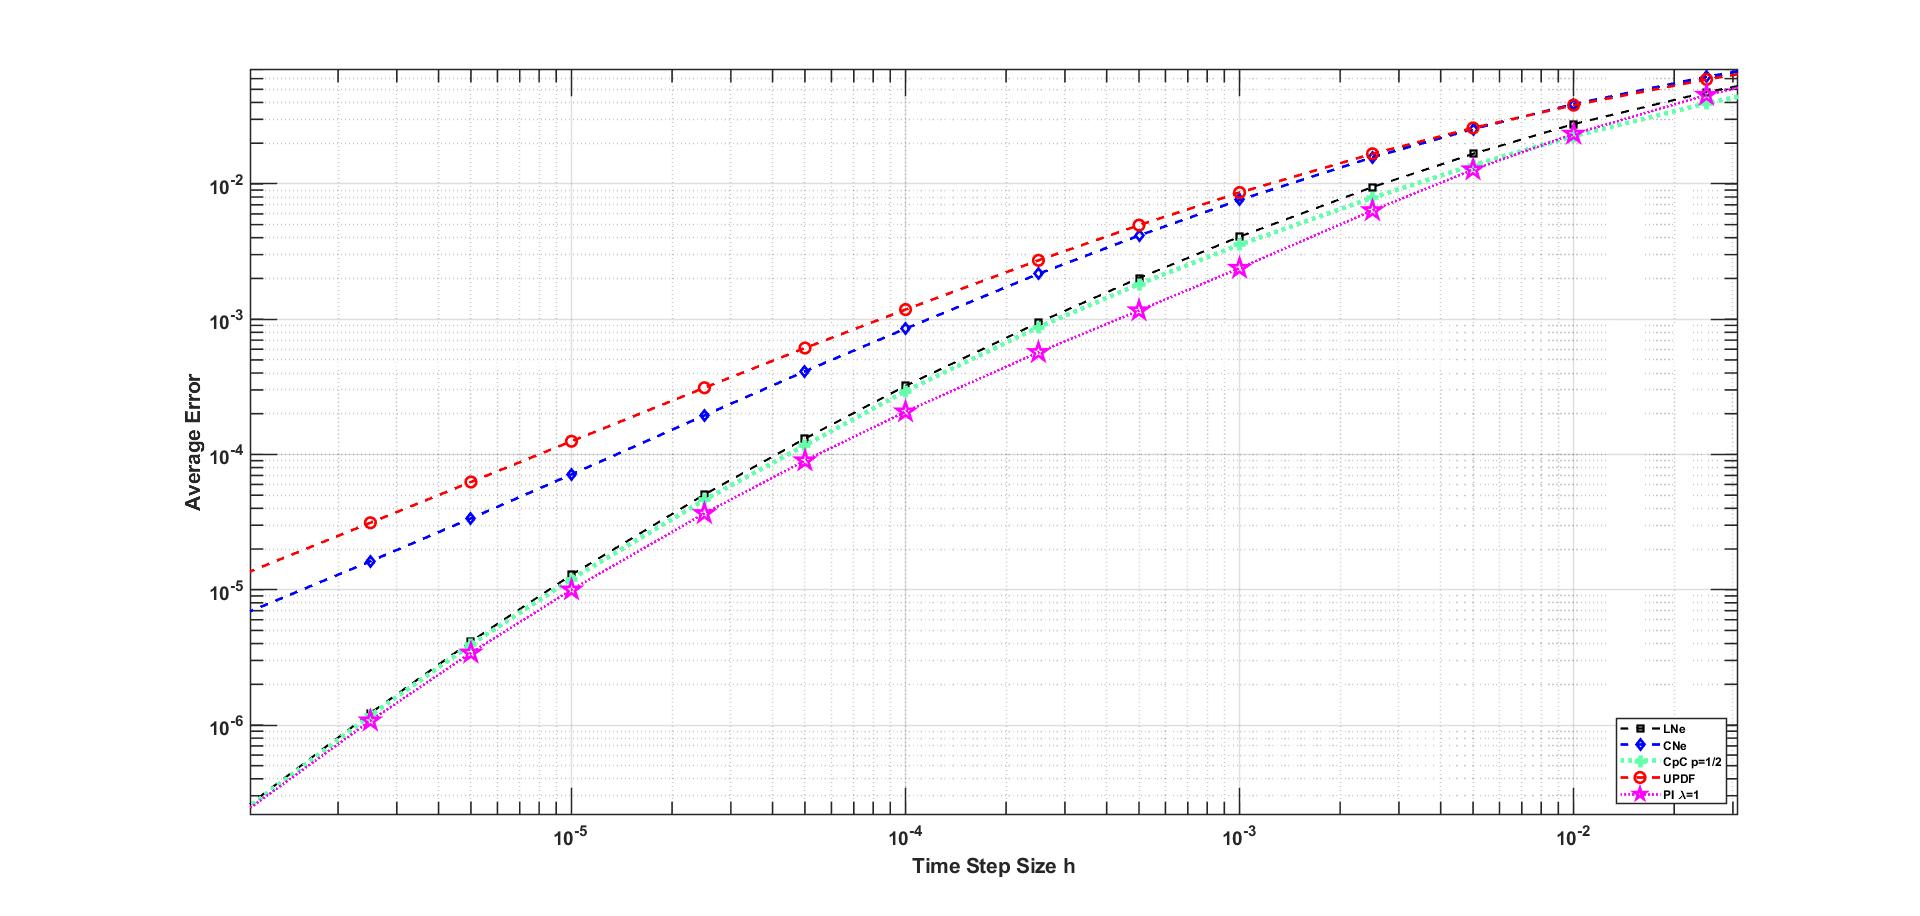 Average Error
10^-2
10^-3
10^-4
10^-5
10^-6
10^-5
10^-4
10^-3
10^-2
Time Step Size h
LNe
CNe
CpC p=1/2
UPDF
PI λ=1